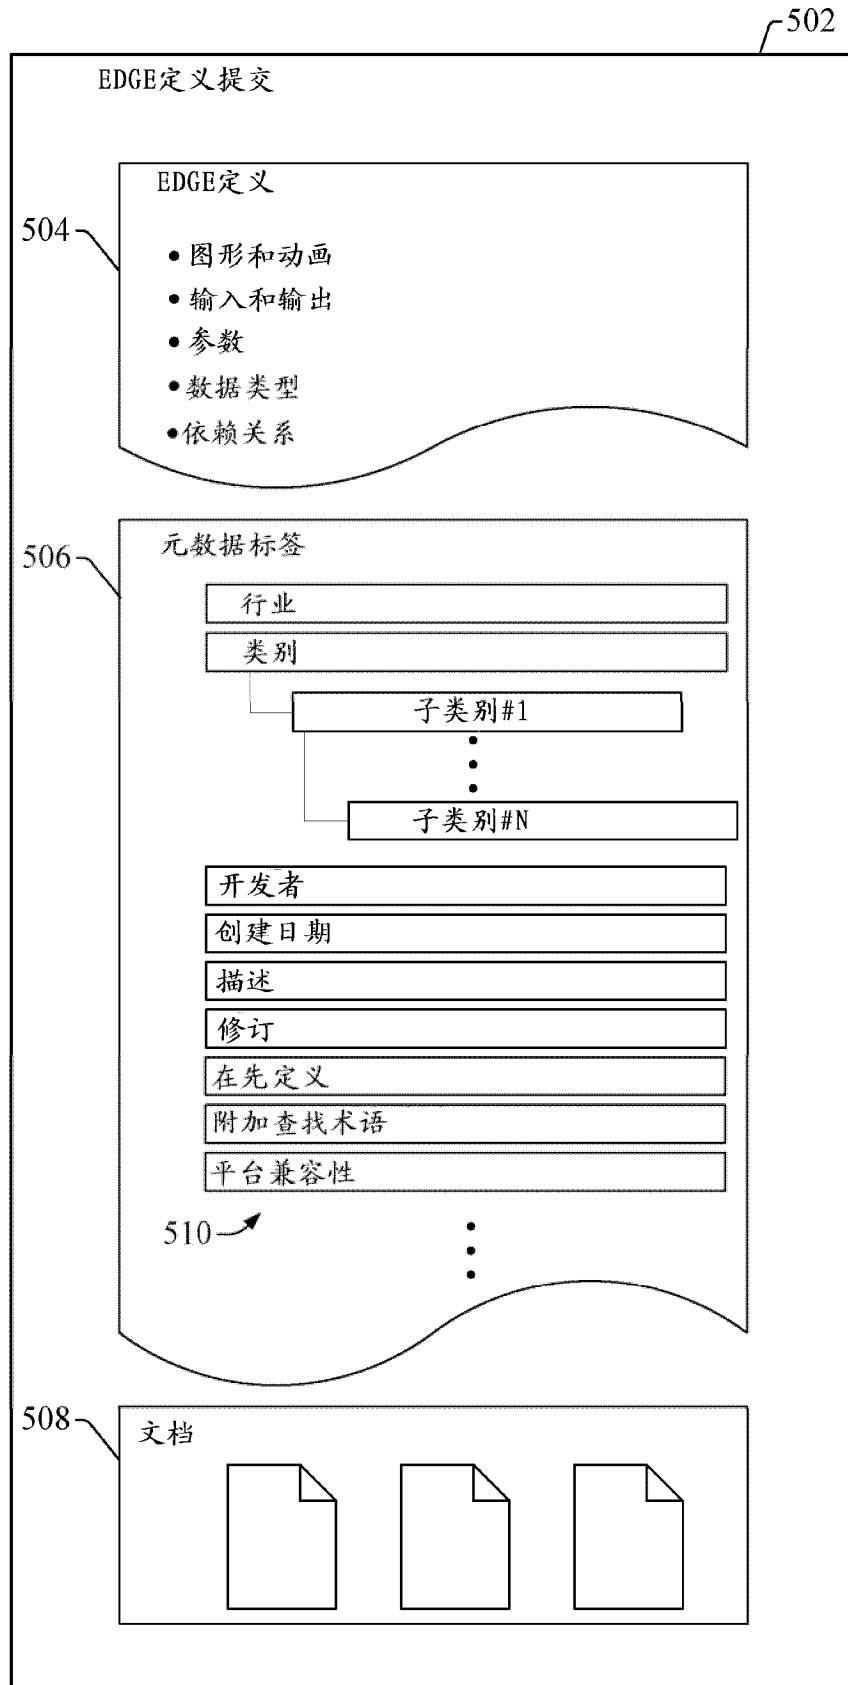 502
EDGE定义提交
EDGE定义
504
•图形和动画
•输入和输出
•参数
•数据类型
•依赖关系
506
元数据标签
行业
类别
子类别#1
子类别#N
开发者
创建日期
描述
修订
在先定义
附加查找术语
平台兼容性
510
508
文档